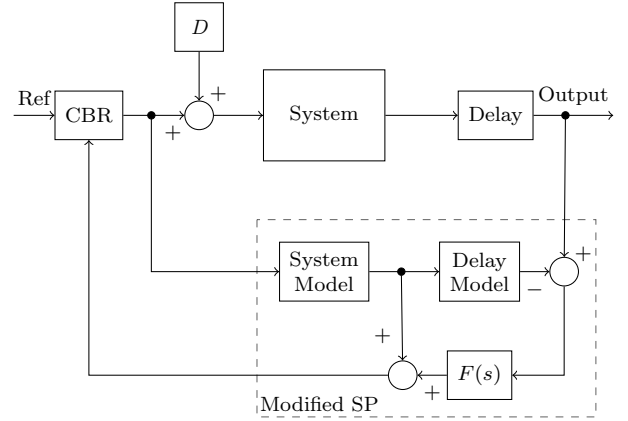 D
+
Ref
CBR
+
System
Delay
Output
System
Model
Delay
Model
+
−
+
F(s)
+
Modified SP